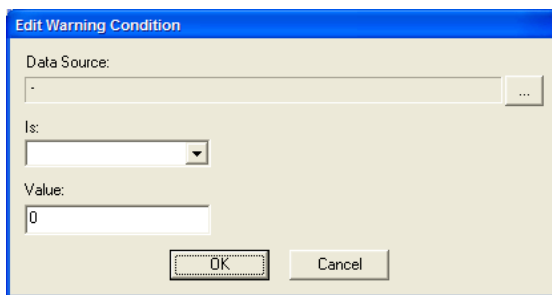 Edit Warning Condition
Data Source:
-
...
Is:
Value:
0
OK Cancel